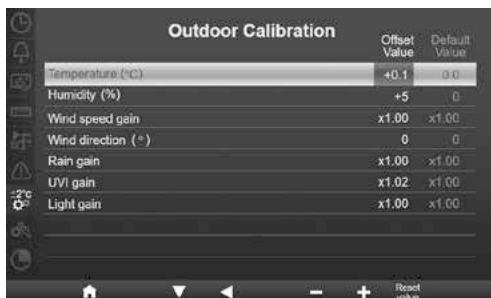 Outdoor Calibration
Offset Value
Default Value
Temperature (°C) +0.1 0.0
Humidity (%) +5 0
Wind speed gain x1.00 x1.00
Wind direction (°) 0 0
Rain gain x1.00 x1.00
UVI gain x1.02 x1.00
Light gain x1.00 x1.00
±2°C
Reset value